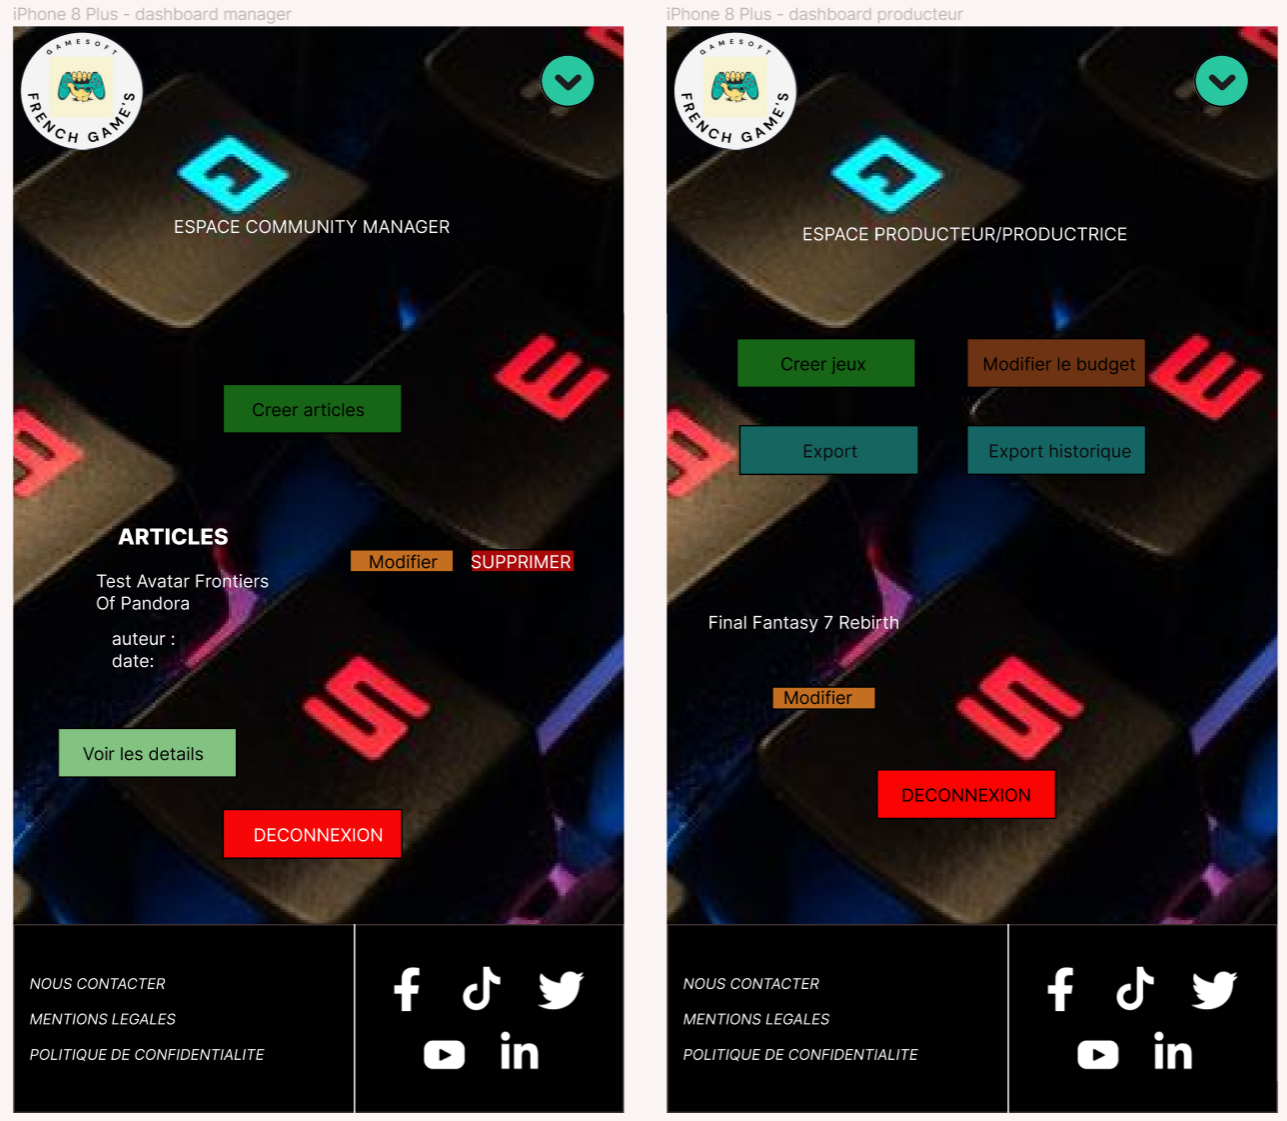 iPhone 8 Plus - dashboard manager
GAMESOFT
FRENCH GAME'S
ESPACE COMMUNITY MANAGER
Creer articles
ARTICLES
Modifier
SUPPRIMER
Test Avatar Frontiers
Of Pandora
auteur :
date:
Voir les details
DECONNEXION
NOUS CONTACTER
MENTIONS LEGALES
POLITIQUE DE CONFIDENTIALITE
in
iPhone 8 Plus - dashboard producteur
GAMESOFT
FRENCH GAME'S
ESPACE PRODUCTEUR/PRODUCTRICE
Creer jeux
Modifier le budget
Export
Export historique
Final Fantasy 7 Rebirth
Modifier
DECONNEXION
NOUS CONTACTER
MENTIONS LEGALES
POLITIQUE DE CONFIDENTIALITE
in